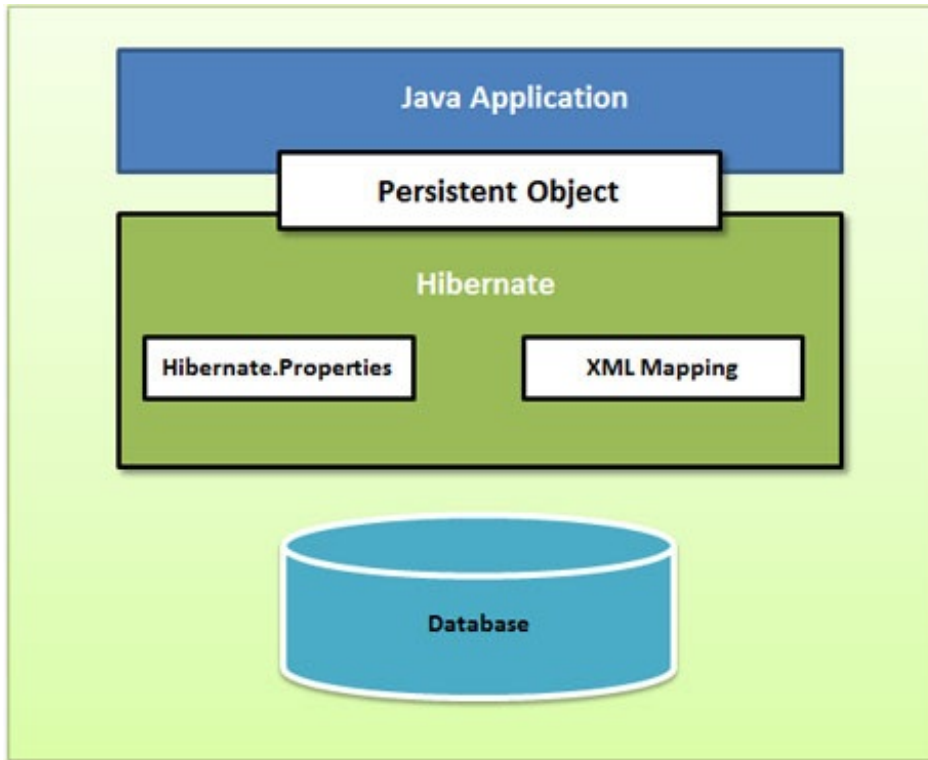 Java Application
Persistent Object
Hibernate
Hibernate.Properties
XML Mapping
Database